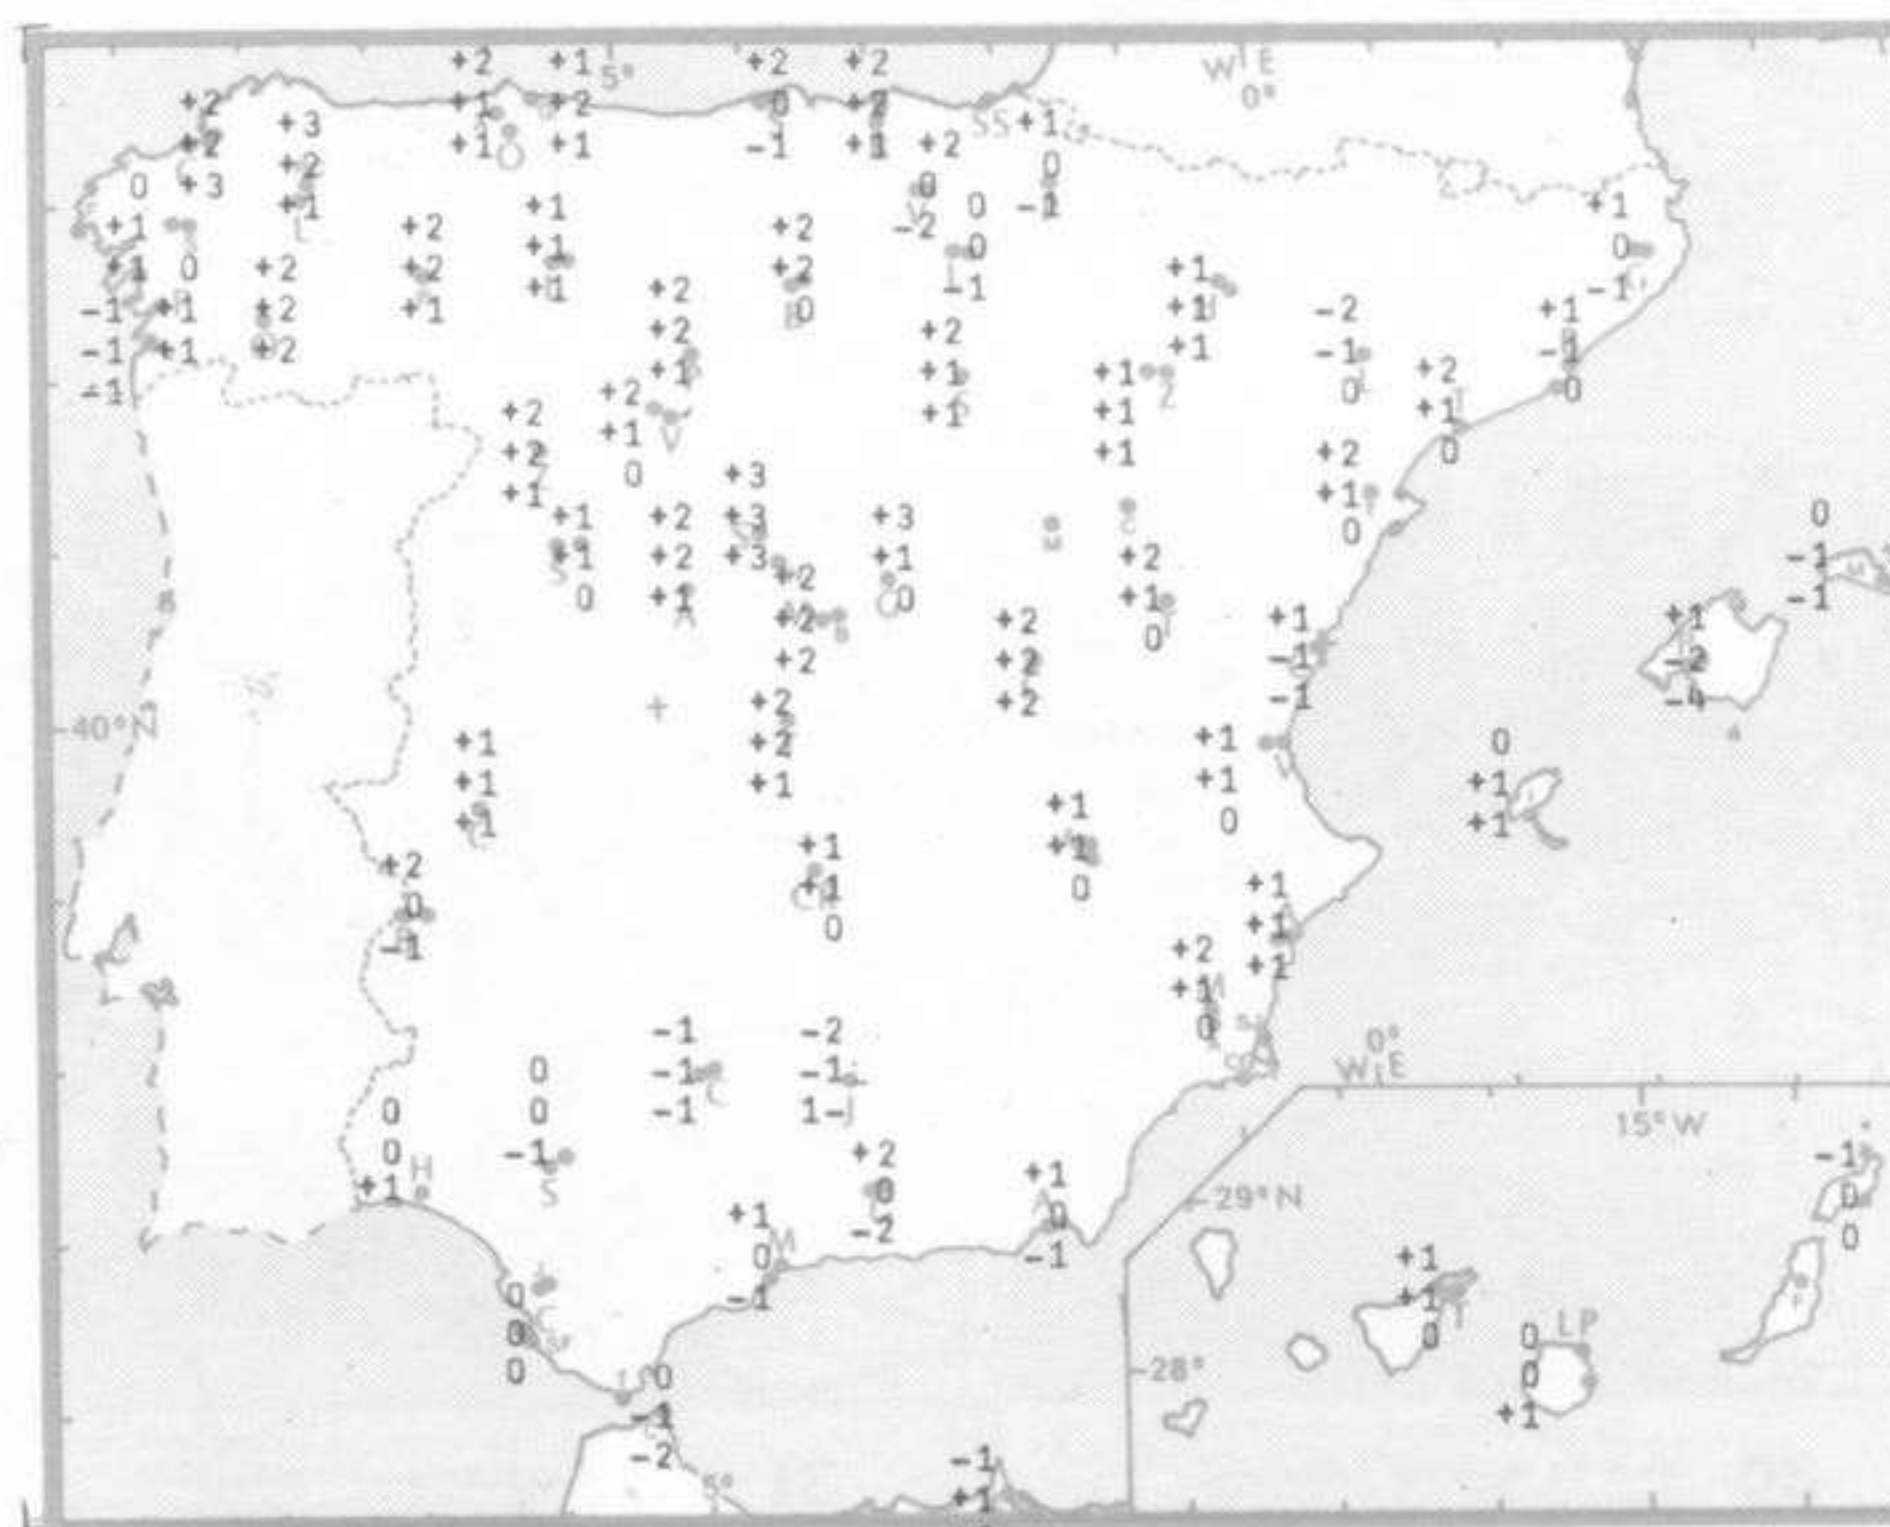 +2 +1 5° +2 +2
W E
0°
+2 +3 +1 +2 0 +2
+2 +2 +1 O +1 -1 +1 +2 SS +1
0 +3 +1 0 0
+1 +1 0 -1 +1
+2 +1 +2 -2 0 0
+1 0 +2 +2 +1 +2 -1 +1 -1
-1 +1 +2 +1 +2 0 +1 -2 +1
-1 +1 +2 +2 +2 +1 -1 -1
-1 +1 +1 +1 +2 0
+2 +2 +1 +1 Z 0 +1
+2 +1 V +1 0
+1 0 +3 +2
+1 +2 +3 +3 +1 0
+1 +2 +3 +1 +2 -1
0 +1 +2 0 +1 -1
A +2 +2 0 +1 +1
+2 +2 -1 -2
+2 +2 -1 -4
40° N +1 +2 +1 0
+1 +1 +1 +1
+1 +1 0 +1
+2 +1 +1
0 +1 0 +1
-1 0 +1
+2 +1
+1
0
-1 -2 0°
0 -1 -1 W E
0 0 -1 C 1- J 15° W
0 -1 +2 -1
+1 H S 0 +1 29° N 0
+1 -2 0 0
0 M -1 +1
0 -1 +1
0 0 0 LP
0 28° 0
-1 +1
-2 -1
5° +1